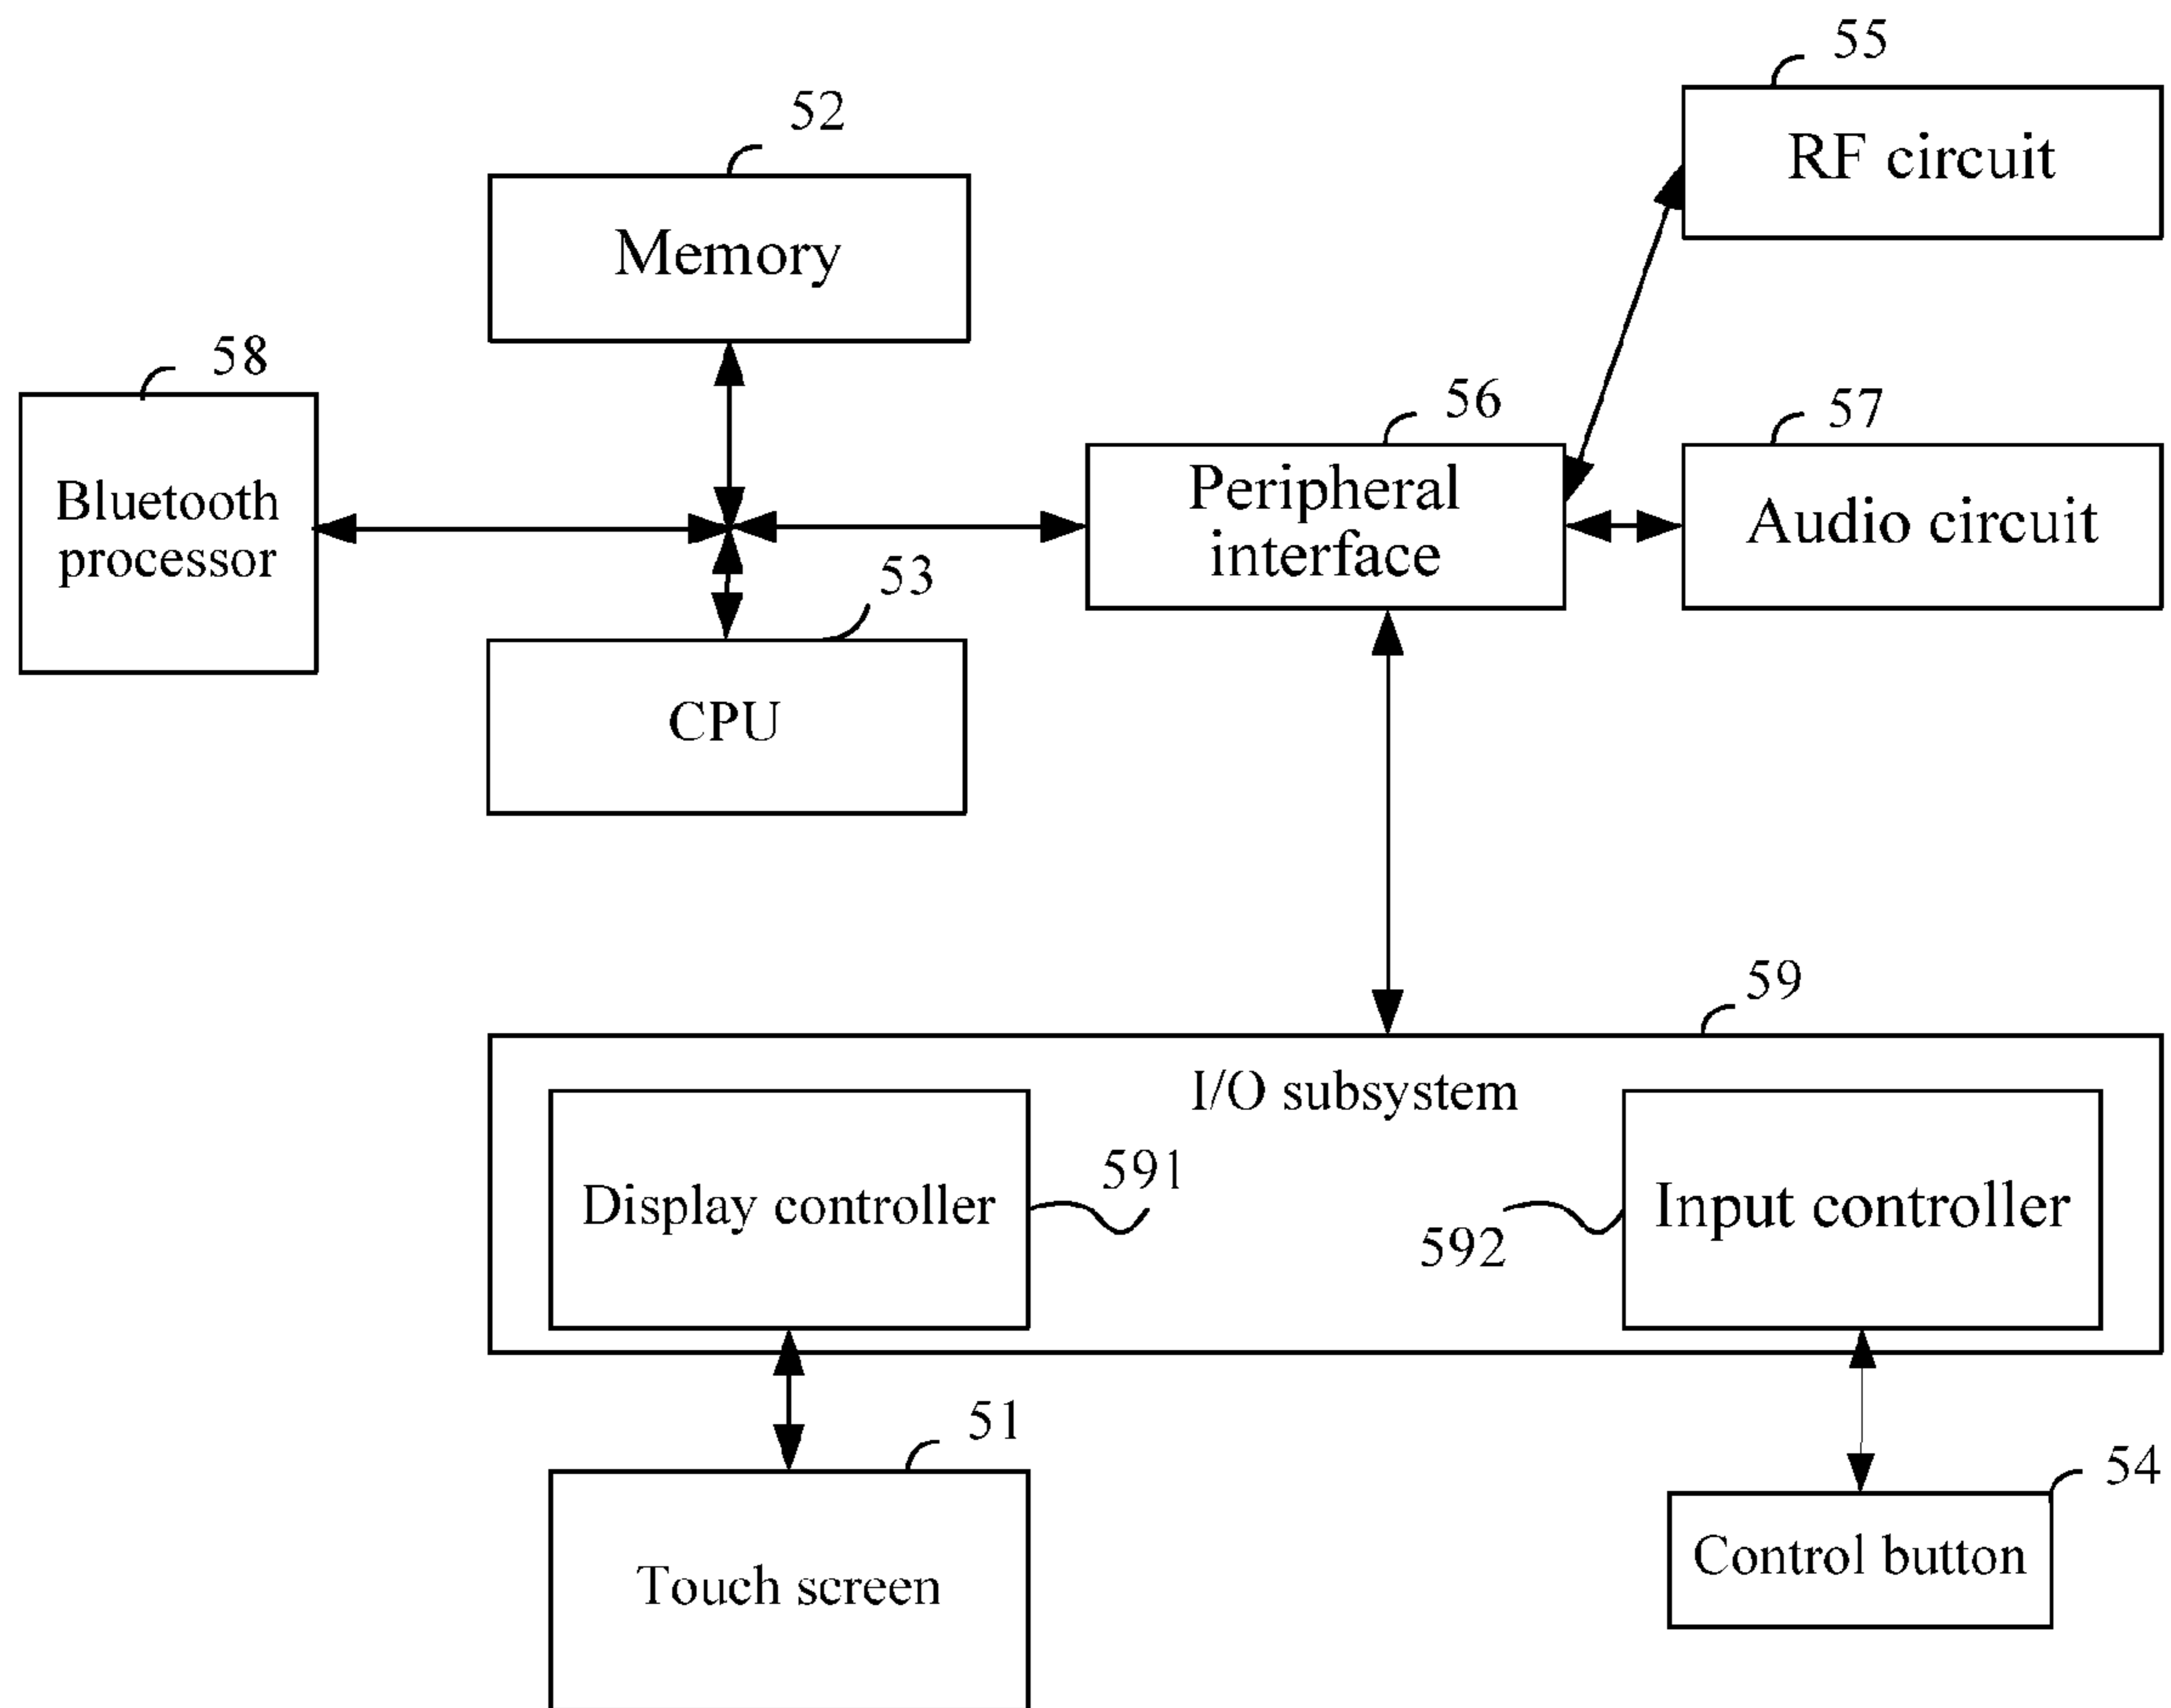 55
RF circuit
52
Memory
58
Bluetooth
processor
56
Peripheral
interface
57
Audio circuit
53
CPU
59
I/O subsystem
591
Display controller
592
Input controller
51
Touch screen
54
Control button